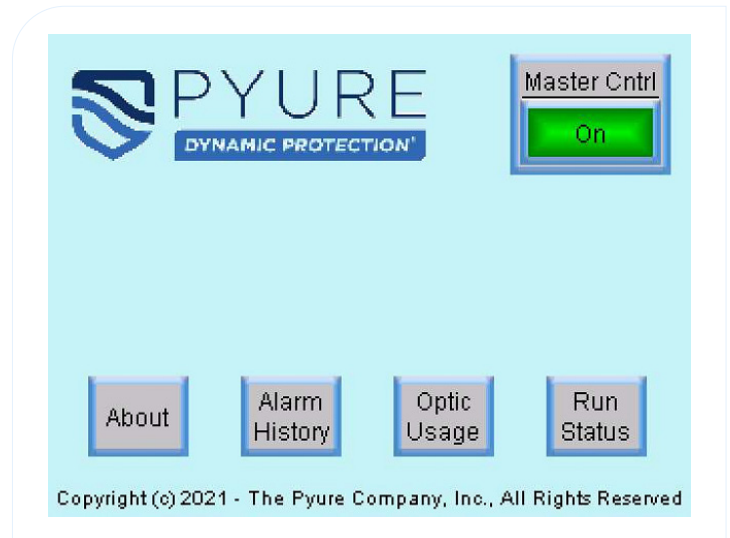 PYURE
DYNAMIC PROTECTION®
Master Cntrl
On
About
Alarm
History
Optic
Usage
Run
Status
Copyright (c) 2021 - The Pyure Company, Inc., All Rights Reserved